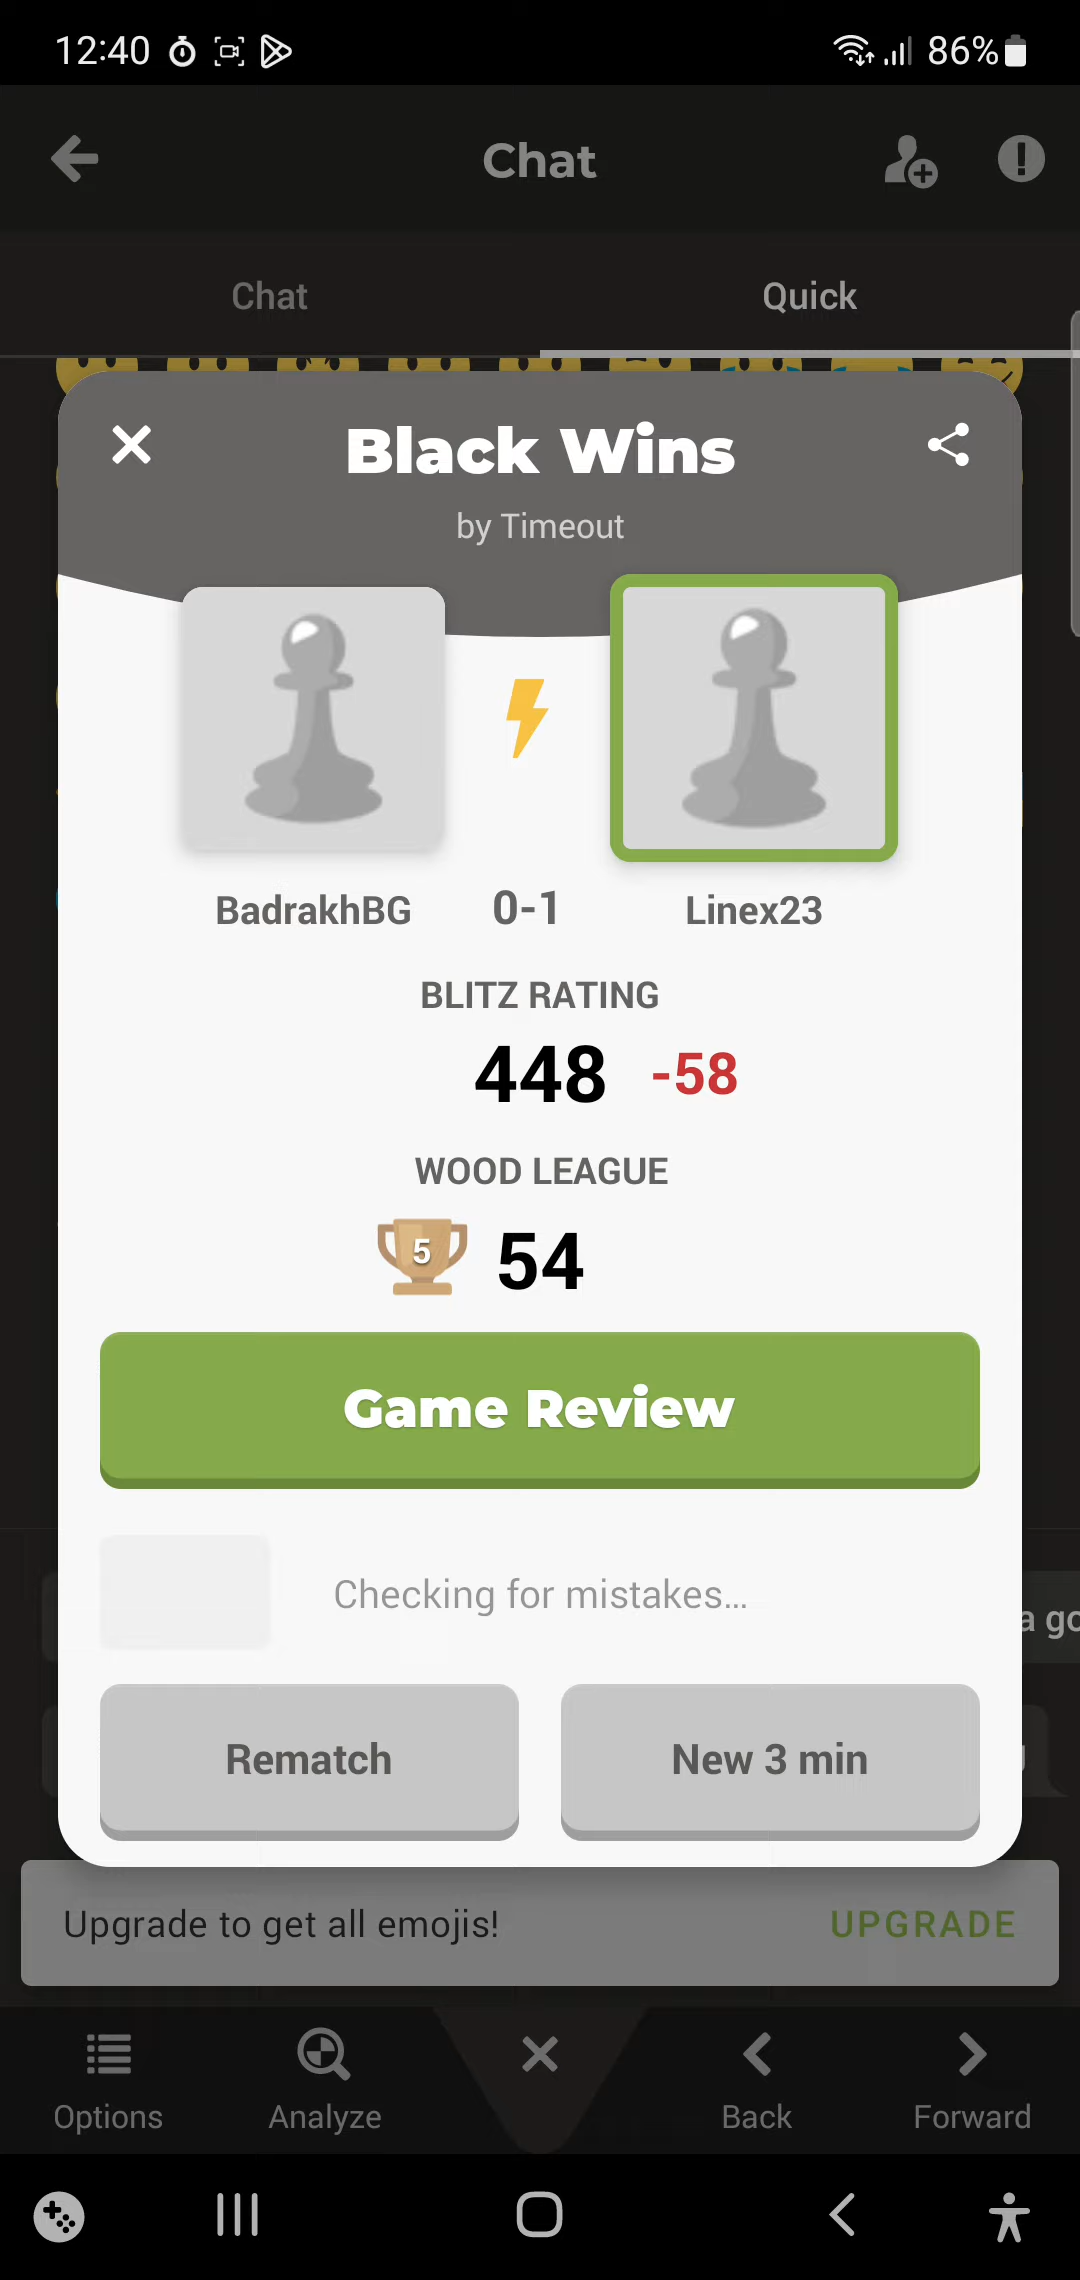 12:40
86%
Chat
Chat
Quick
Black Wins
by Timeout
BadrakhBG
0-1
Linex23
BLITZ RATING
448 -58
WOOD LEAGUE
5
54
Game Review
Checking for mistakes...
a go
Rematch
New 3 min
Upgrade to get all emojis!
UPGRADE
Options
Analyze
Back
Forward